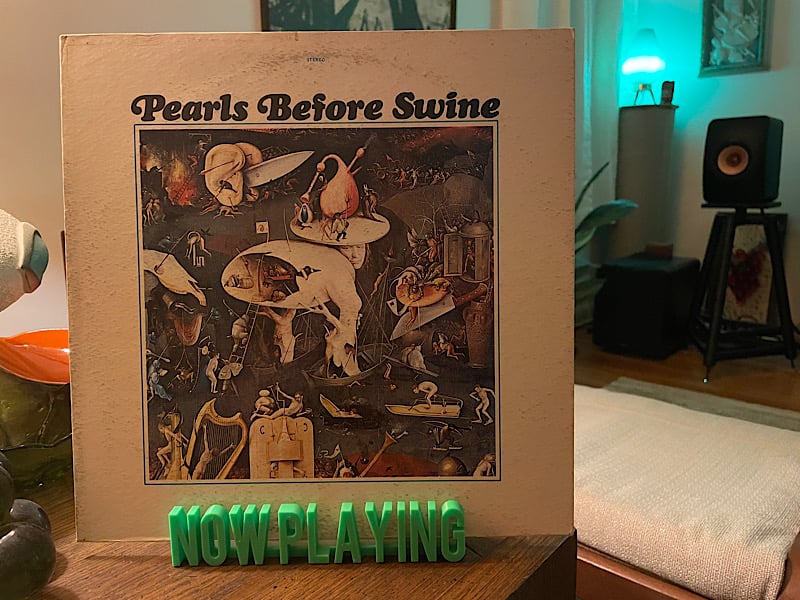 STEREO
Pearls Before Swine
NOW PLAYING